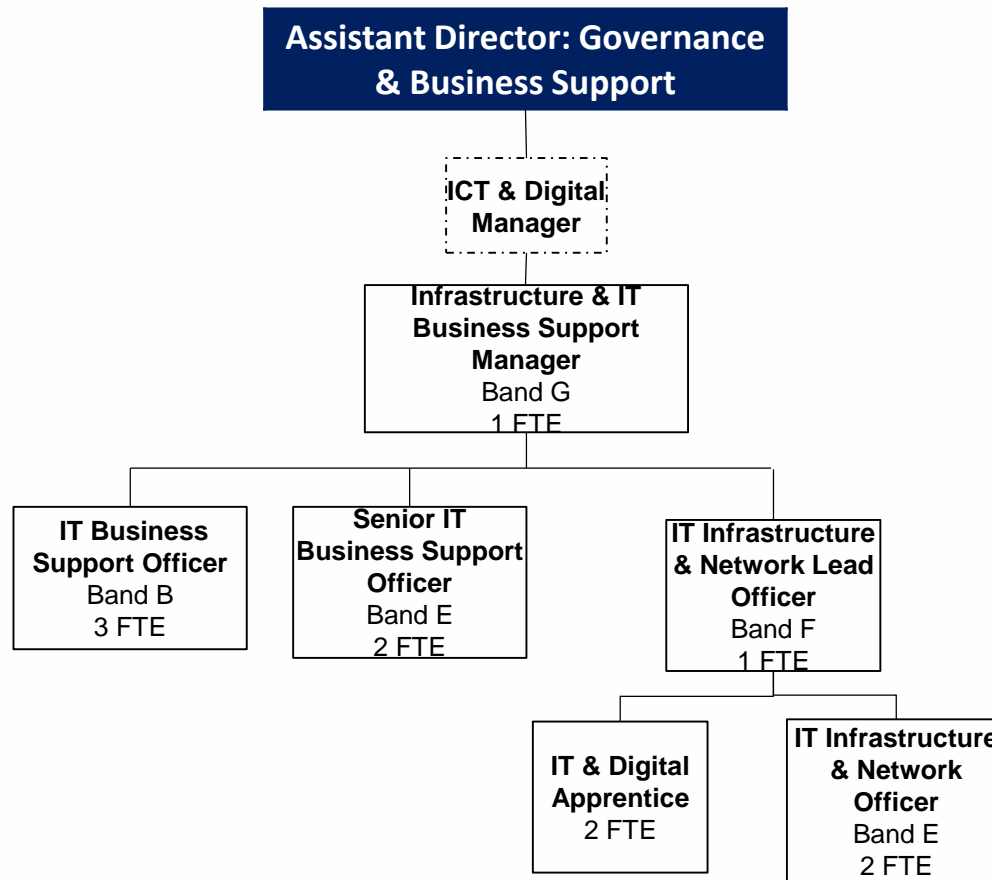 Assistant Director: Governance
& Business Support
ICT & Digital
Manager
Infrastructure & IT
Business Support
Manager
Band G
1 FTE
IT Business
Support Officer
Band B
3 FTE
Senior IT
Business Support
Officer
Band E
2 FTE
IT Infrastructure
& Network Lead
Officer
Band F
1 FTE
IT & Digital
Apprentice
2 FTE
IT Infrastructure
& Network
Officer
Band E
2 FTE